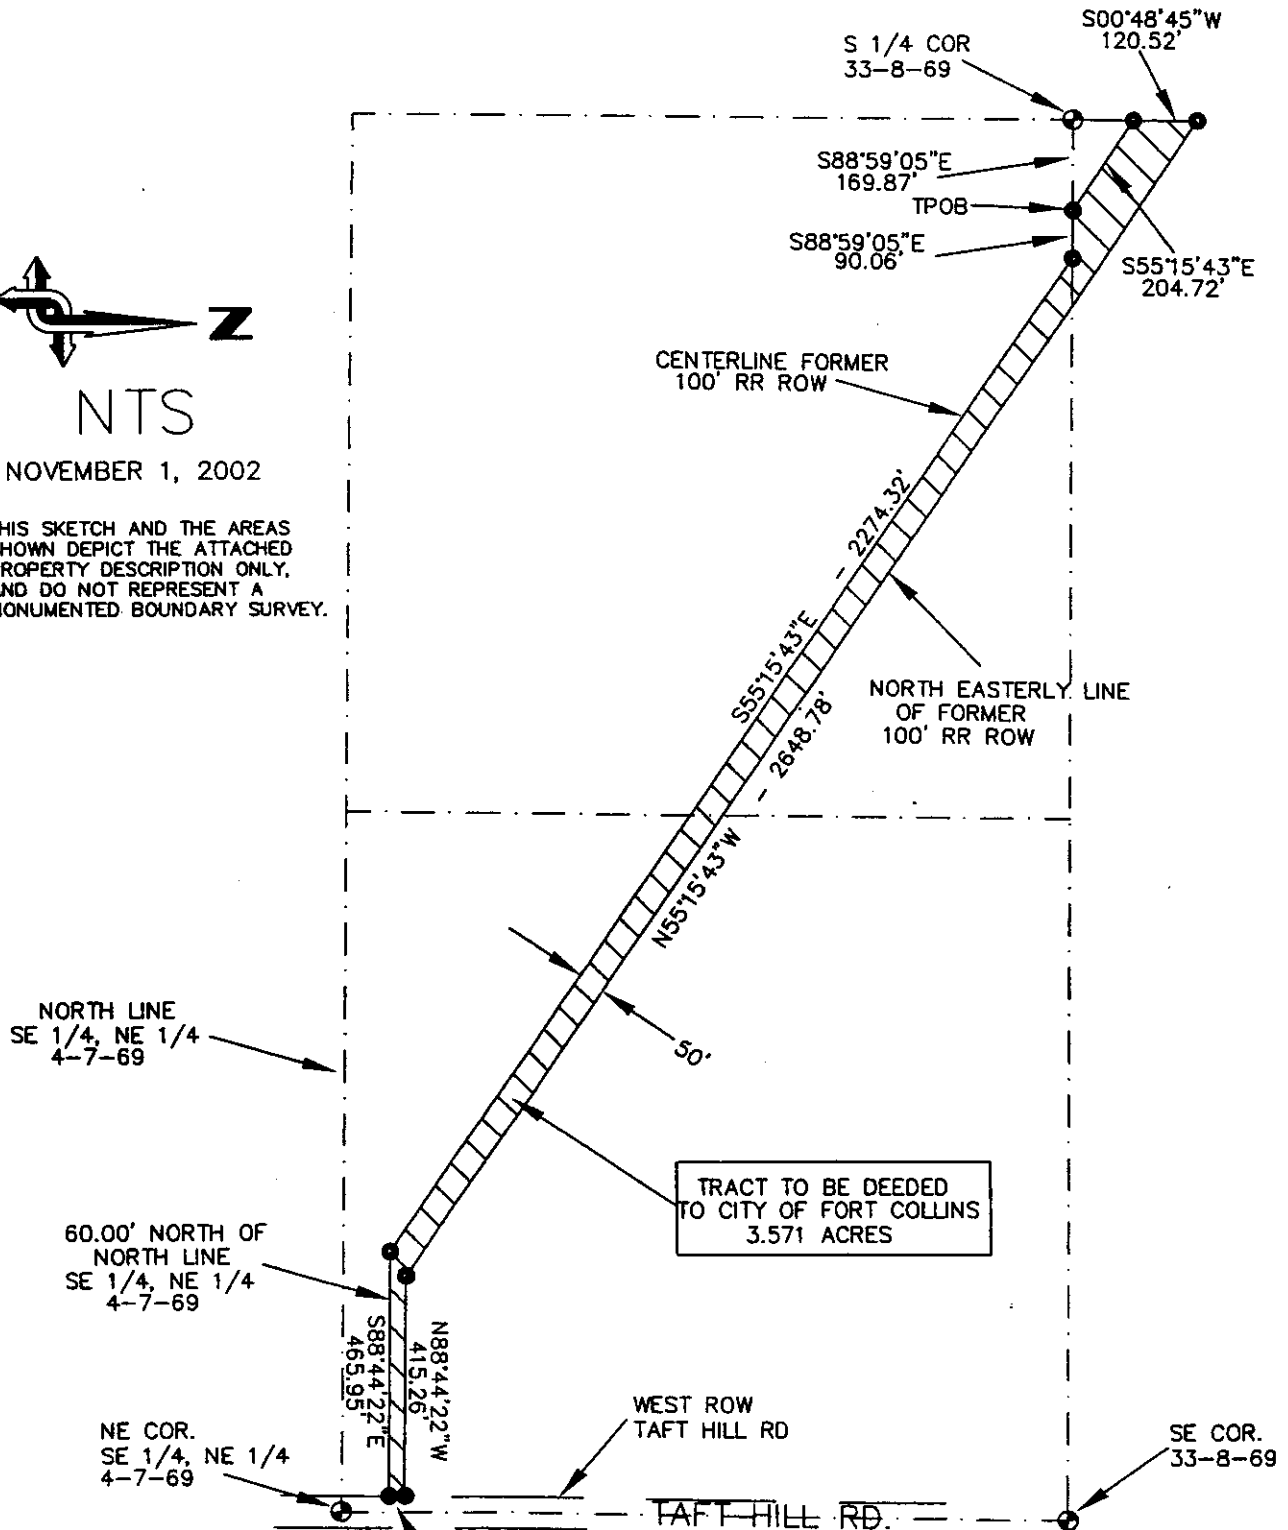 S00°48'45"W
120.52'
S 1/4 COR
33-8-69
S88°59'05"E
169.87'
TPOB
S88°59'05"E
90.06'
S55°15'43"E
204.72'
Z
NTS
NOVEMBER 1, 2002
HIS SKETCH AND THE AREAS
HOWN DEPICT THE ATTACHED
ROPERTY DESCRIPTION ONLY,
ND DO NOT REPRESENT A
ONUMENTED BOUNDARY SURVEY.
CENTERLINE FORMER
100' RR ROW
S55°15'43"E - 2274.32'
N55°15'43"W - 2648.78'
NORTH EASTERLY LINE
OF FORMER
100' RR ROW
50'
NORTH LINE
SE 1/4, NE 1/4
4-7-69
TRACT TO BE DEEDED
TO CITY OF FORT COLLINS
3.571 ACRES
60.00' NORTH OF
NORTH LINE
SE 1/4, NE 1/4
4-7-69
S88°44'22"E
465.95'
N88°44'22"W
415.26'
WEST ROW
TAFT HILL RD
NE COR.
SE 1/4, NE 1/4
4-7-69
SE COR.
33-8-69
TAFT HILL RD.